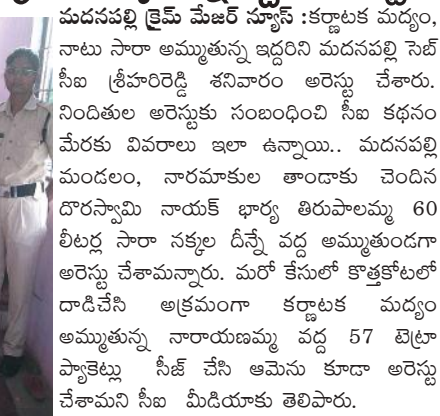 మదనపల్లి క్రైమ్ మేజర్ న్యూస్ :కర్ణాటక మద్యం,
నాటు సారా అమ్ముతున్న ఇద్దరిని మదనపల్లి సెబ్
సీఐ శ్రీహరిరెడ్డి శనివారం అరెస్టు చేశారు.
నిందితుల అరెస్టుకు సంబంధించి సీఐ కథనం
మేరకు వివరాలు ఇలా ఉన్నాయి.. మదనపల్లి
మండలం, నారమాకుల తాండాకు చెందిన
దొరస్వామి నాయక్ భార్య తిరుపాలమ్మ 60
లీటర్ల సారా నక్కల దీన్నే వద్ద అమ్ముతుండగా
అరెస్టు చేశామన్నారు. మరో కేసులో కొత్తకోటలో
దాడిచేసి అక్రమంగా కర్ణాటక మద్యం
అమ్ముతున్న నారాయణమ్మ వద్ద 57 టెట్రా
ప్యాకెట్లు సీజ్ చేసి ఆమెను కూడా అరెస్టు
చేశామని సీఐ మీడియాకు తెలిపారు.